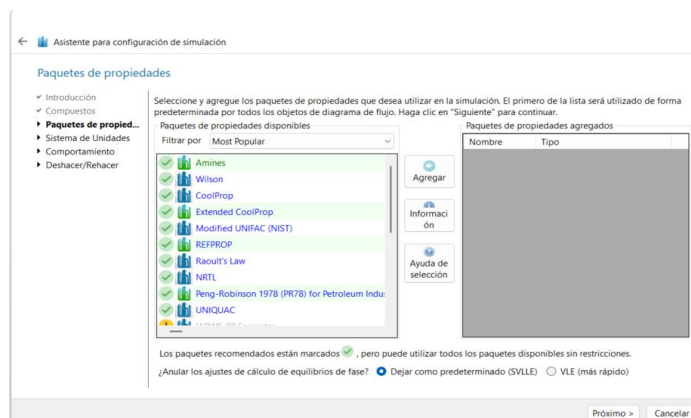 Asistente para configuración de simulación
Paquetes de propiedades
Introducción
Compuestos
Paquetes de propied...
Sistema de Unidades
Comportamiento
Deshacer/Rehacer
Seleccione y agregue los paquetes de propiedades que desea utilizar en la simulación. El primero de la lista será utilizado de forma
predeterminada por todos los objetos de diagrama de flujo. Haga clic en "Siguiente" para continuar.
Paquetes de propiedades disponibles
Filtrar por Most Popular
Amines
Wilson
CoolProp
Extended CoolProp
Modified UNIFAC (NIST)
REFPROP
Raoult's Law
NRTL
Peng-Robinson 1978 (PR78) for Petroleum Indu
UNIQUAC
Agregar
Informaci
ón
Ayuda de
selección
Paquetes de propiedades agregados
Nombre Tipo
Los paquetes recomendados están marcados , pero puede utilizar todos los paquetes disponibles sin restricciones.
¿Anular los ajustes de cálculo de equilibrios de fase? Dejar como predeterminado (SVLLE) VLE (más rápido)
Próximo > Cancelar